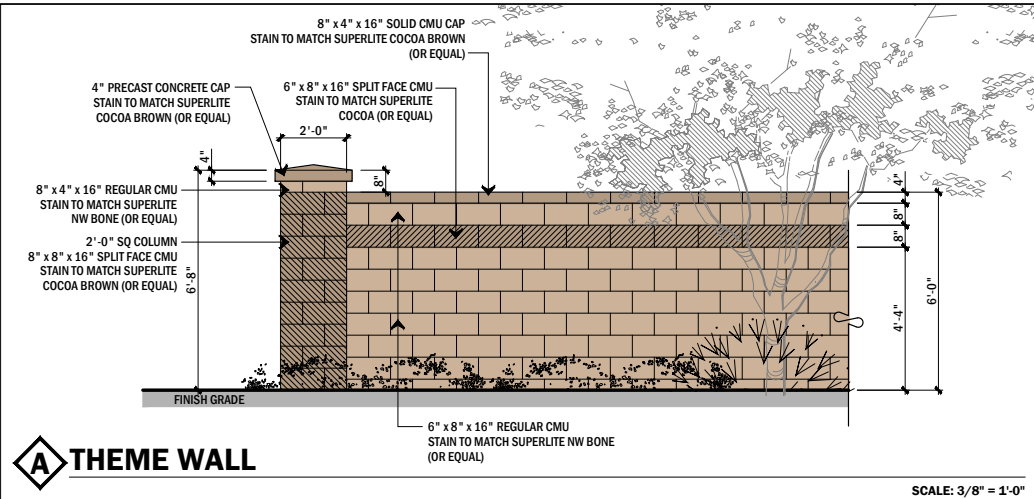 8" x 4" x 16" SOLID CMU CAP
STAIN TO MATCH SUPERLITE COCOA BROWN
(OR EQUAL)
4" PRECAST CONCRETE CAP
STAIN TO MATCH SUPERLITE
COCOA BROWN (OR EQUAL)
6" x 8" x 16" SPLIT FACE CMU
STAIN TO MATCH SUPERLITE
COCOA (OR EQUAL)
2'-0"
4"
8"
8" x 4" x 16" REGULAR CMU
STAIN TO MATCH SUPERLITE
NW BONE (OR EQUAL)
2'-0" SQ COLUMN
8" x 8" x 16" SPLIT FACE CMU
STAIN TO MATCH SUPERLITE
COCOA BROWN (OR EQUAL)
6'-8"
4"
8"
8"
4'-4"
6'-0"
FINISH GRADE
6" x 8" x 16" REGULAR CMU
STAIN TO MATCH SUPERLITE NW BONE
(OR EQUAL)
A THEME WALL
SCALE: 3/8" = 1'-0"